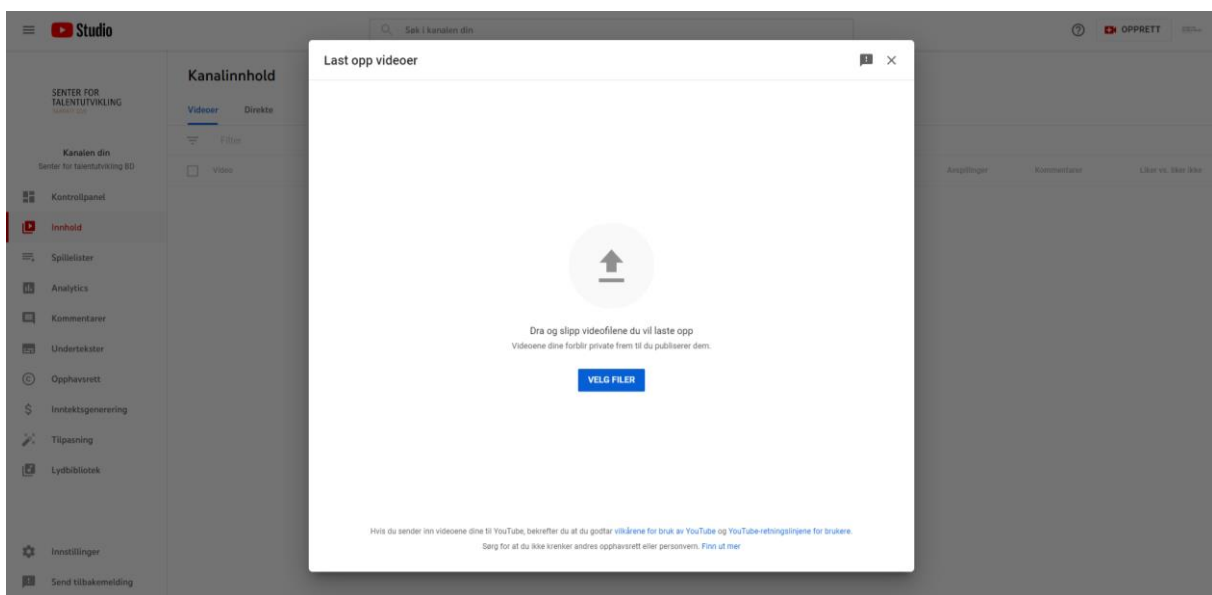 Studio
Søk i kanalen din
OPPRETT
Last opp videoer
Kanalinnhold
SENTER FOR
TALENTUTVIKLING
Videoer Direkte
Filter
Kanalen din
Senter for talentutvikling BD
Video
Avspillinger Kommentarer Liker vs. liker ikke
Kontrollpanel
Innhold
Spillelister
Analytics
Kommentarer
Undertekster
Opphavsrett
Inntektsgenerering
Tilpasning
Lydbibliotek
Innstillinger
Send tilbakemelding
Dra og slipp videofilene du vil laste opp
Videoene dine forblir private frem til du publiserer dem.
VELG FILER
Hvis du sender inn videoene dine til YouTube, bekrefter du at du godtar vilkårene for bruk av YouTube og YouTube-retningslinjene for brukere.
Sørg for at du ikke krenker andres opphavsrett eller personvern. Finn ut mer